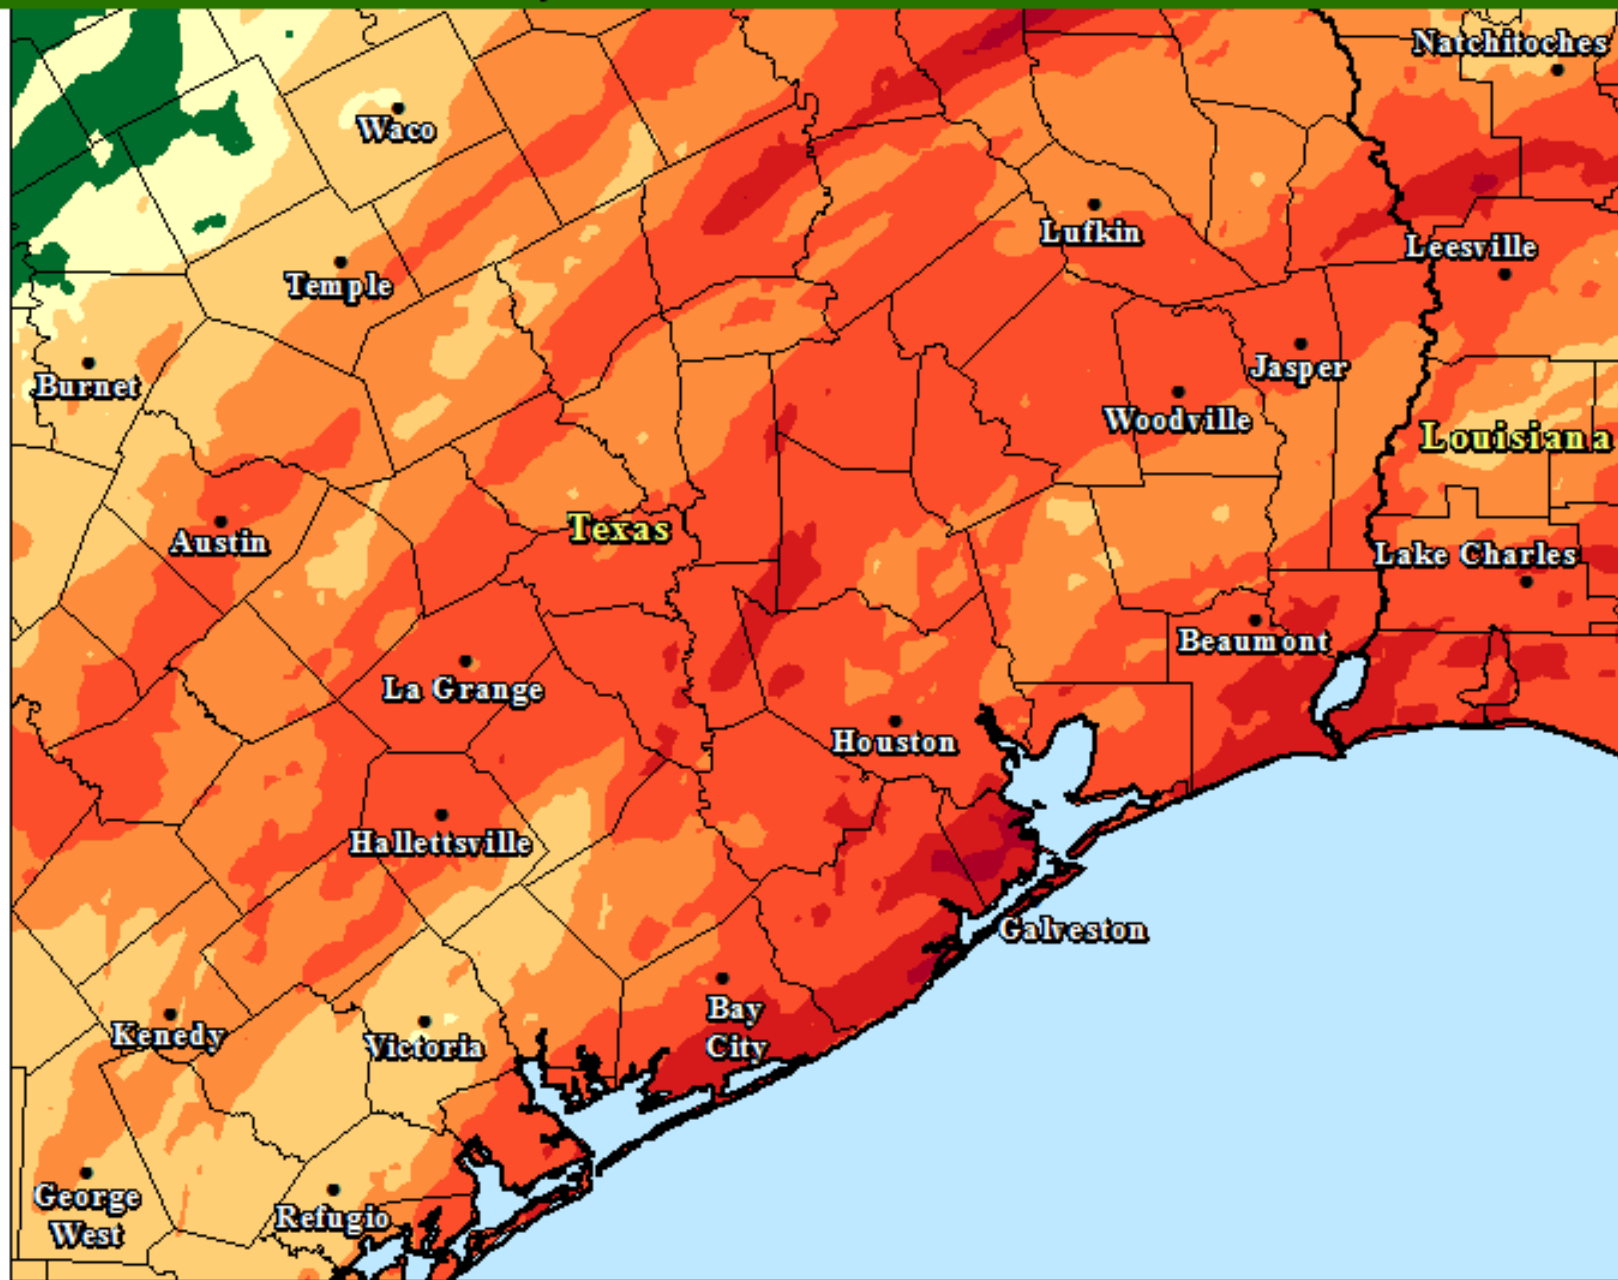 Natchitoches
Waco
Lufkin
Leesville
Temple
Jasper
Burnet
Woodville
Louisiana
Texas
Austin
Lake Charles
Beaumont
La Grange
Houston
Hallettsville
Galveston
Bay
City
Kenedy
Victoria
George
West
Refugio